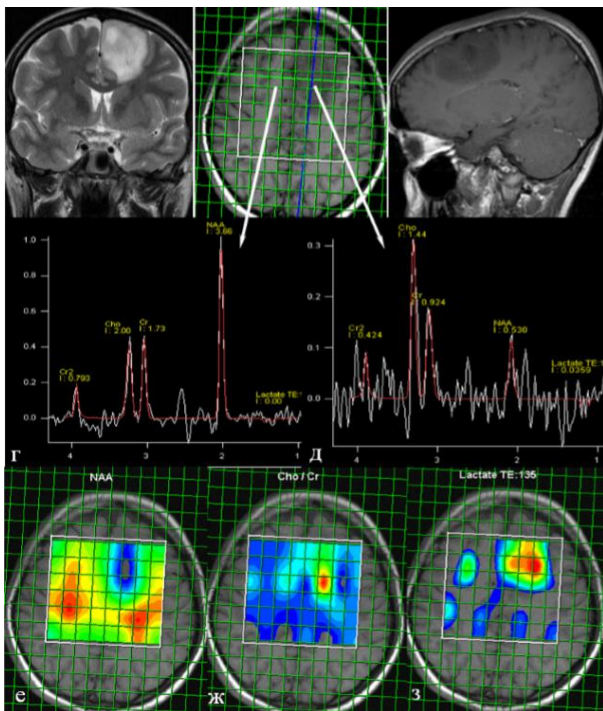 1.0
0.8
0.6
0.4
0.2
0.0
NAA
I: 3.86
Cho
I: 2.00
Cr
I: 1.73
Cr2
I: 0.793
Lactate TE:
I: 0.00
4
3
2
1
г
0.3
0.2
0.1
0.0
Cho
I: 1.44
Cr
I: 0.924
Cr2
I: 0.424
NAA
I: 0.530
Lactate TE:1
I: 0.0359
4
3
2
1
д
NAA
Cho / Cr
Lactate TE:135
е
ж
з